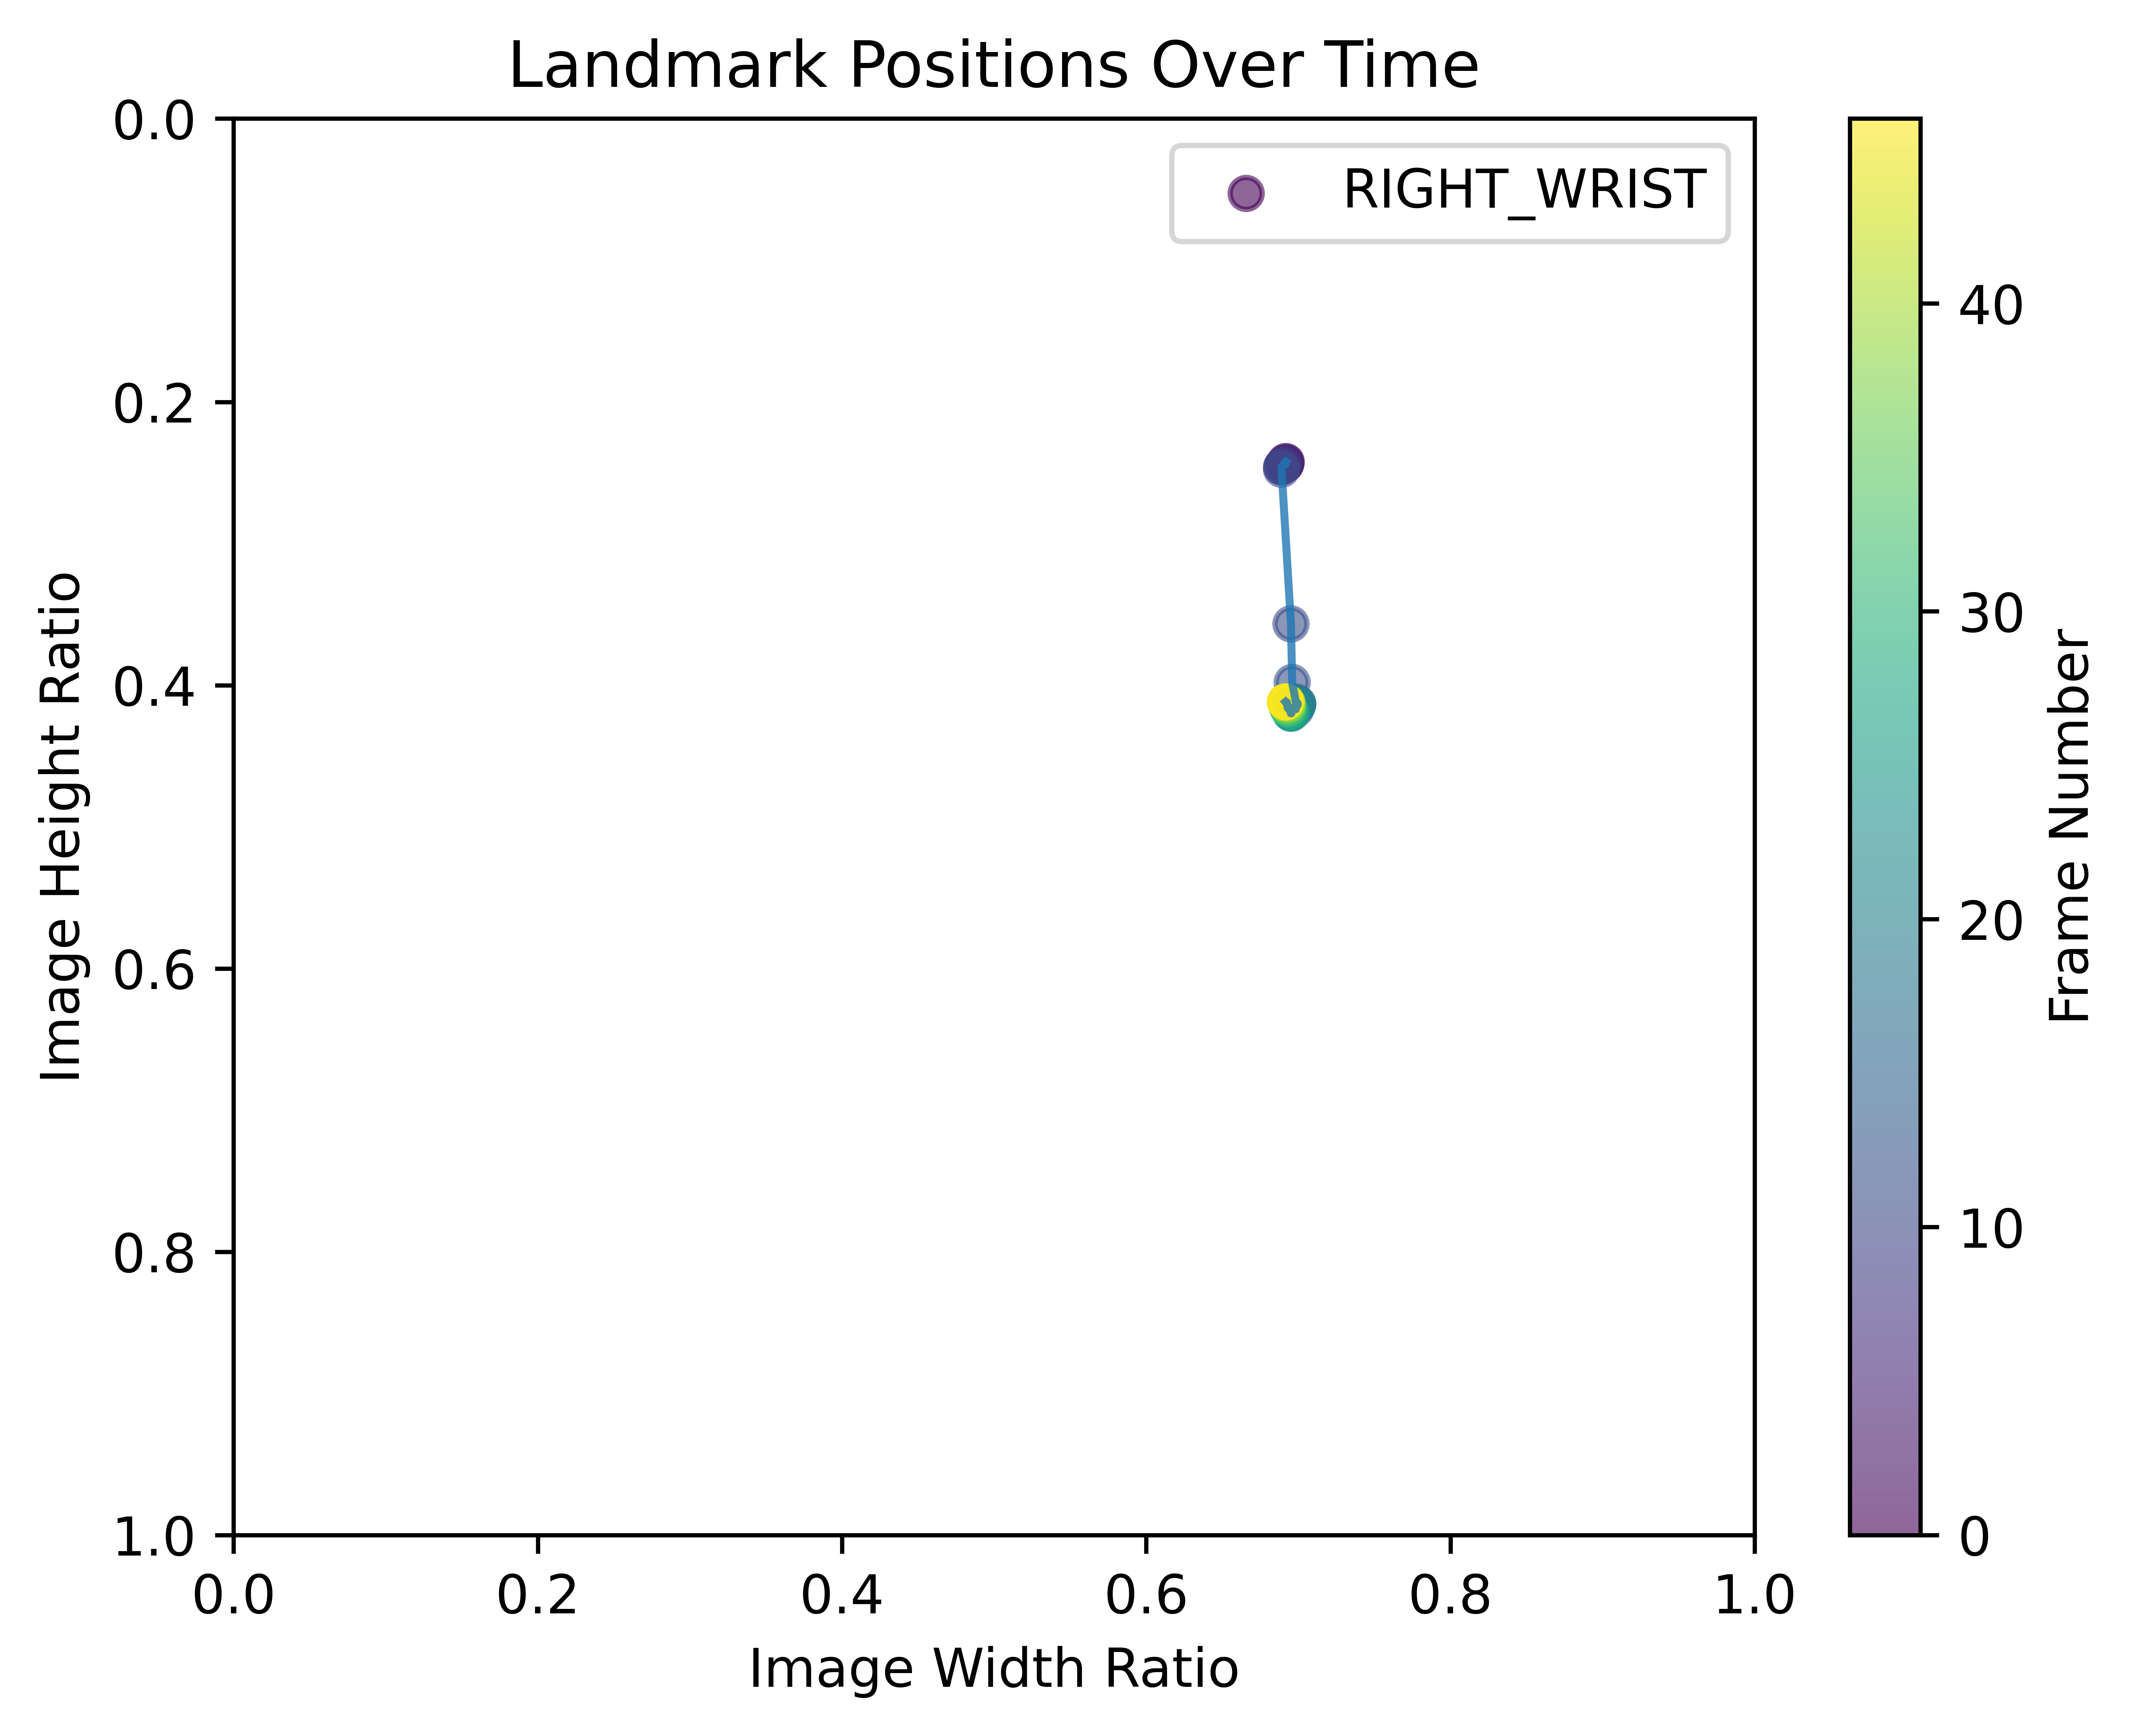 Landmark Positions Over Time
RIGHT_WRIST
0.0
0.2
0.4
0.6
0.8
1.0
Image Height Ratio
0.0 0.2 0.4 0.6 0.8 1.0
Image Width Ratio
40
30
20
10
0
Frame Number